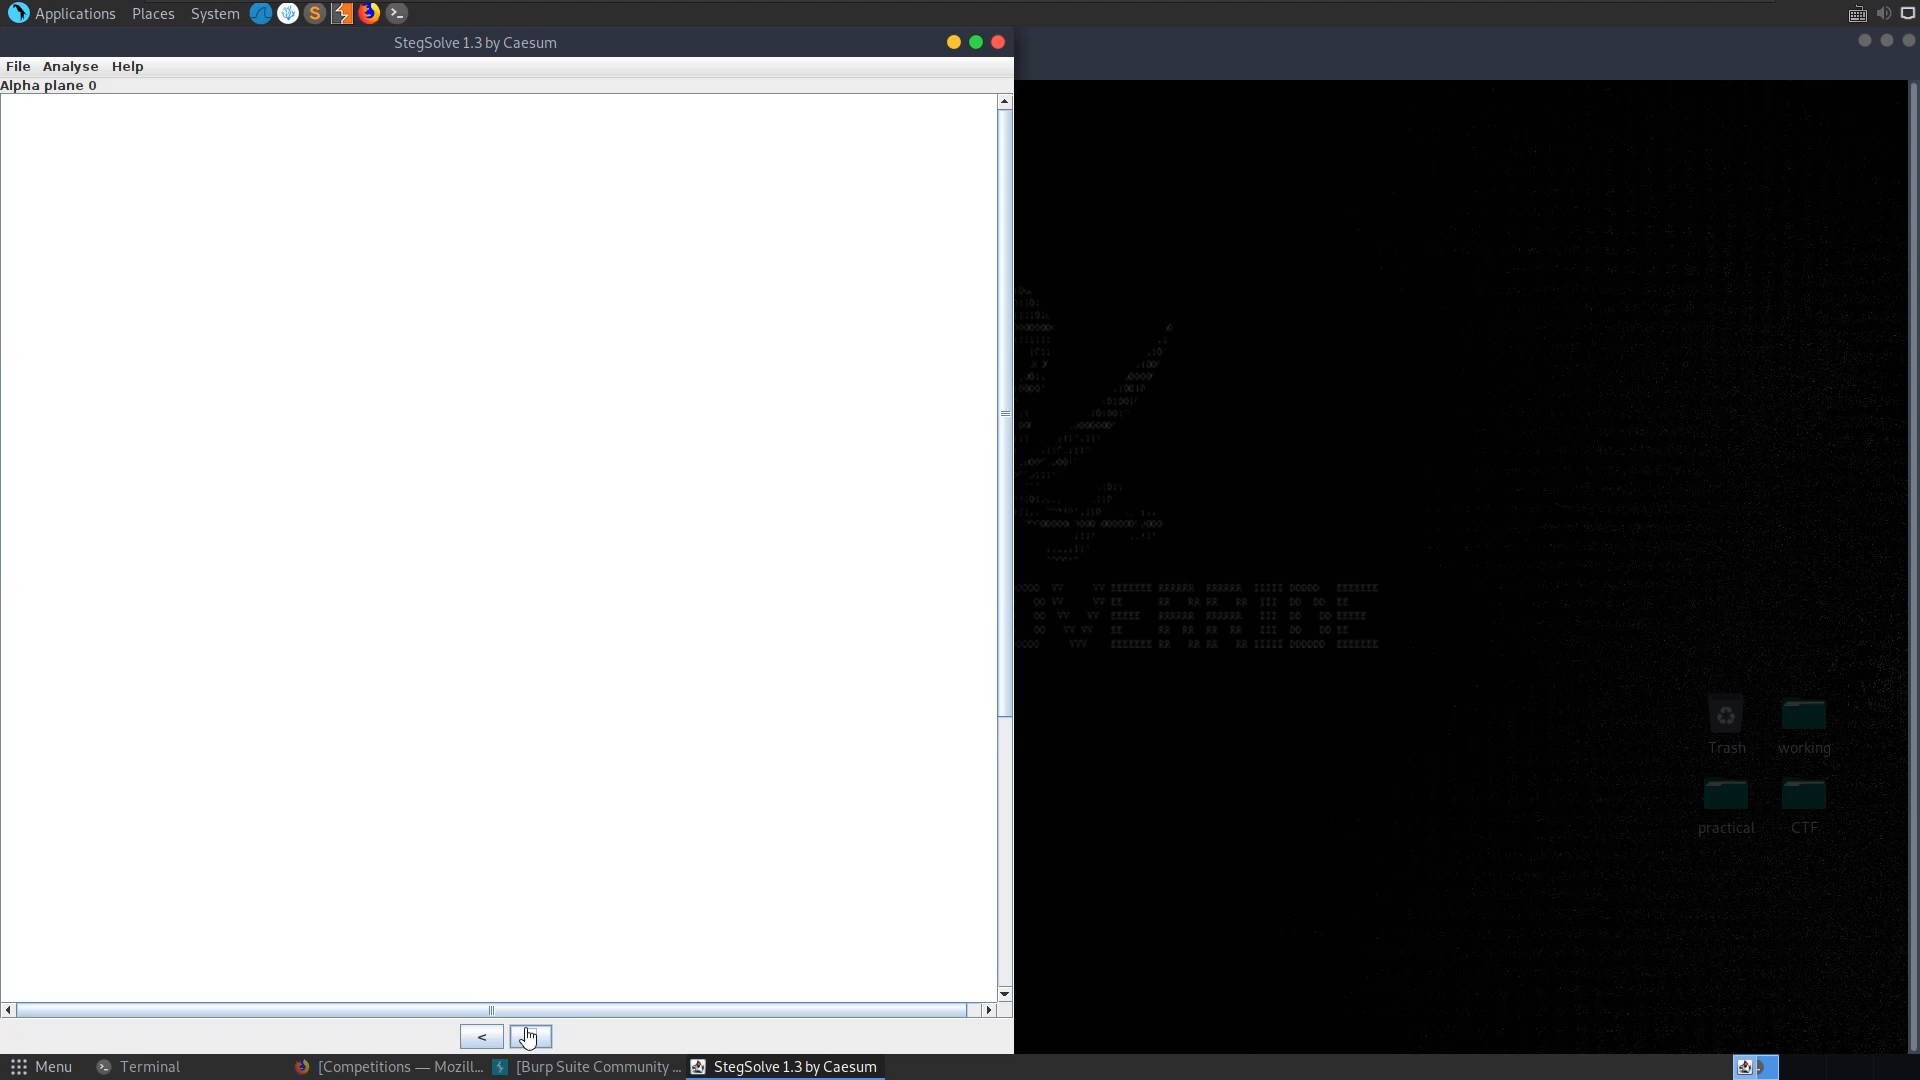 Applications Places System
StegSolve 1.3 by Caesum
File Analyse Help
Alpha plane 0
<
Trash
working
practical
CTF
Menu
Terminal
[Competitions — Mozill...
[Burp Suite Community ...
StegSolve 1.3 by Caesum